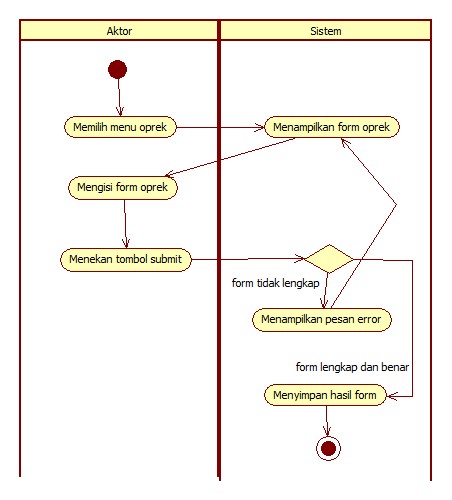 Aktor
Sistem
Memilih menu oprek
Menampilkan form oprek
Mengisi form oprek
Menekan tombol submit
form tidak lengkap
Menampilkan pesan error
form lengkap dan benar
Menyimpan hasil form